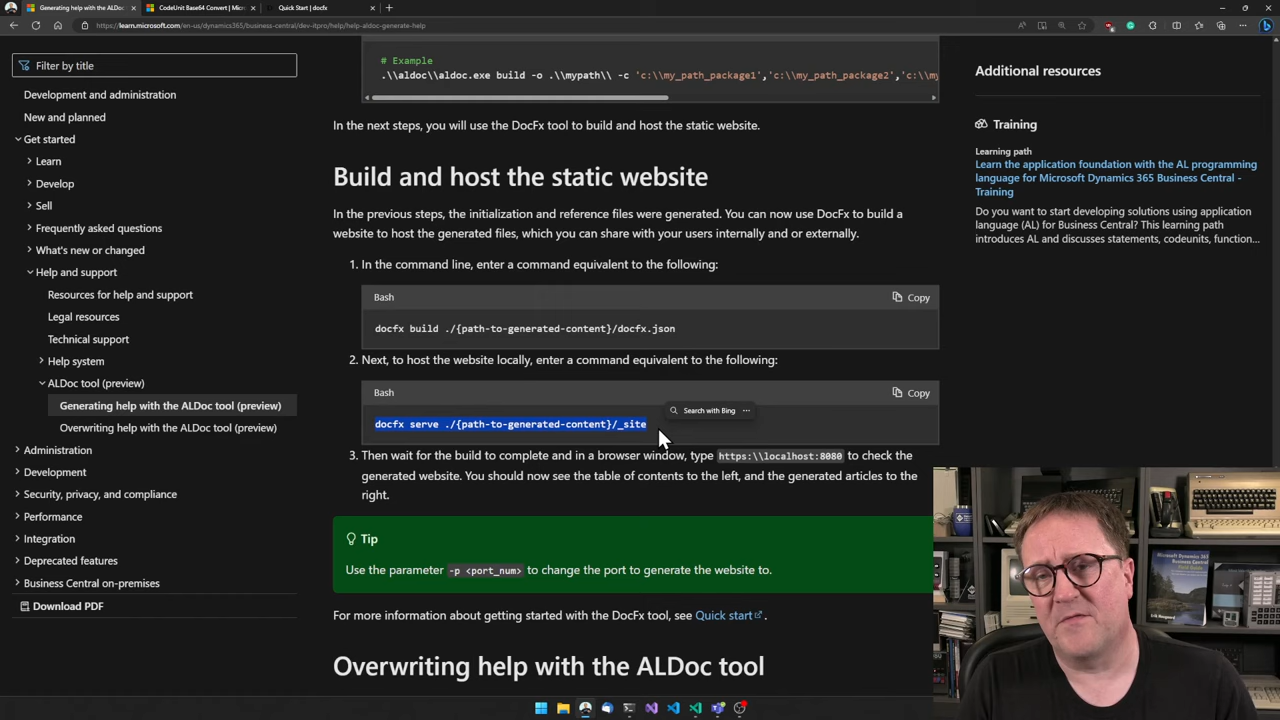 Generating help with the ALDoc to
CodeUnit Base64 Convert | Micro
Quick Start | docfx
https://learn.microsoft.com/en-us/dynamics365/business-central/dev-itpro/help/help-aldoc-generate-help
Filter by title
Development and administration
New and planned
Get started
Learn
Develop
Sell
Frequently asked questions
What's new or changed
Help and support
Resources for help and support
Legal resources
Technical support
Help system
ALDoc tool (preview)
Generating help with the ALDoc tool (preview)
Overwriting help with the ALDoc tool (preview)
Administration
Development
Security, privacy, and compliance
Performance
Integration
Deprecated features
Business Central on-premises
Download PDF
# Example
.\\aldoc\\aldoc.exe build -o .\\mypath\\ -c 'c:\\my_path_package1','c:\\my_path_package2','c:\\m
In the next steps, you will use the DocFx tool to build and host the static website.
Build and host the static website
In the previous steps, the initialization and reference files were generated. You can now use DocFx to build a
website to host the generated files, which you can share with your users internally and or externally.
1. In the command line, enter a command equivalent to the following:
Bash
Copy
docfx build ./{path-to-generated-content}/docfx.json
2. Next, to host the website locally, enter a command equivalent to the following:
Bash
Copy
Search with Bing
docfx serve ./{path-to-generated-content}/_site
3. Then wait for the build to complete and in a browser window, type https:\\localhost:8080 to check the
generated website. You should now see the table of contents to the left, and the generated articles to the
right.
Tip
Use the parameter -p <port_num> to change the port to generate the website to.
For more information about getting started with the DocFx tool, see Quick start.
Overwriting help with the ALDoc tool
Additional resources
Training
Learning path
Learn the application foundation with the AL programming
language for Microsoft Dynamics 365 Business Central -
Training
Do you want to start developing solutions using application
language (AL) for Business Central? This learning path
introduces AL and discusses statements, codeunits, function...